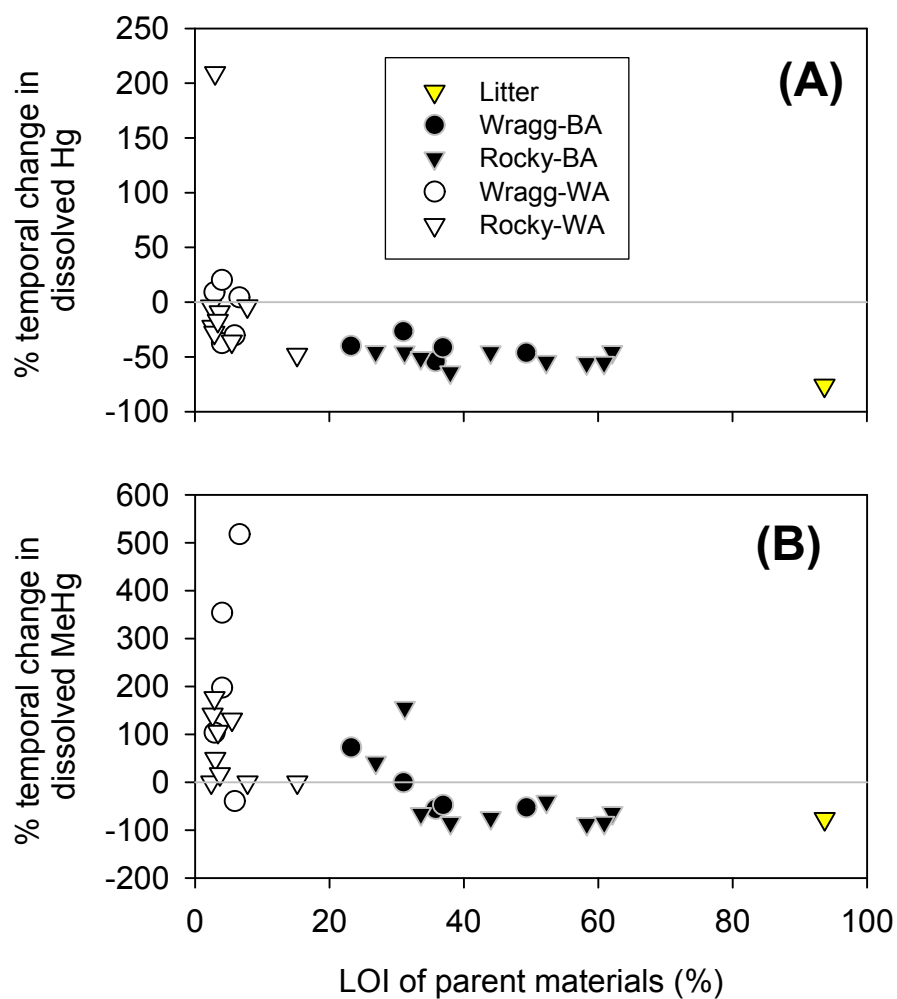 % temporal change in
dissolved Hg
250
200
150
100
50
0
-50
-100
(A)
Litter
Wragg-BA
Rocky-BA
Wragg-WA
Rocky-WA
% temporal change in
dissolved MeHg
600
500
400
300
200
100
0
-100
-200
(B)
0 20 40 60 80 100
LOI of parent materials (%)